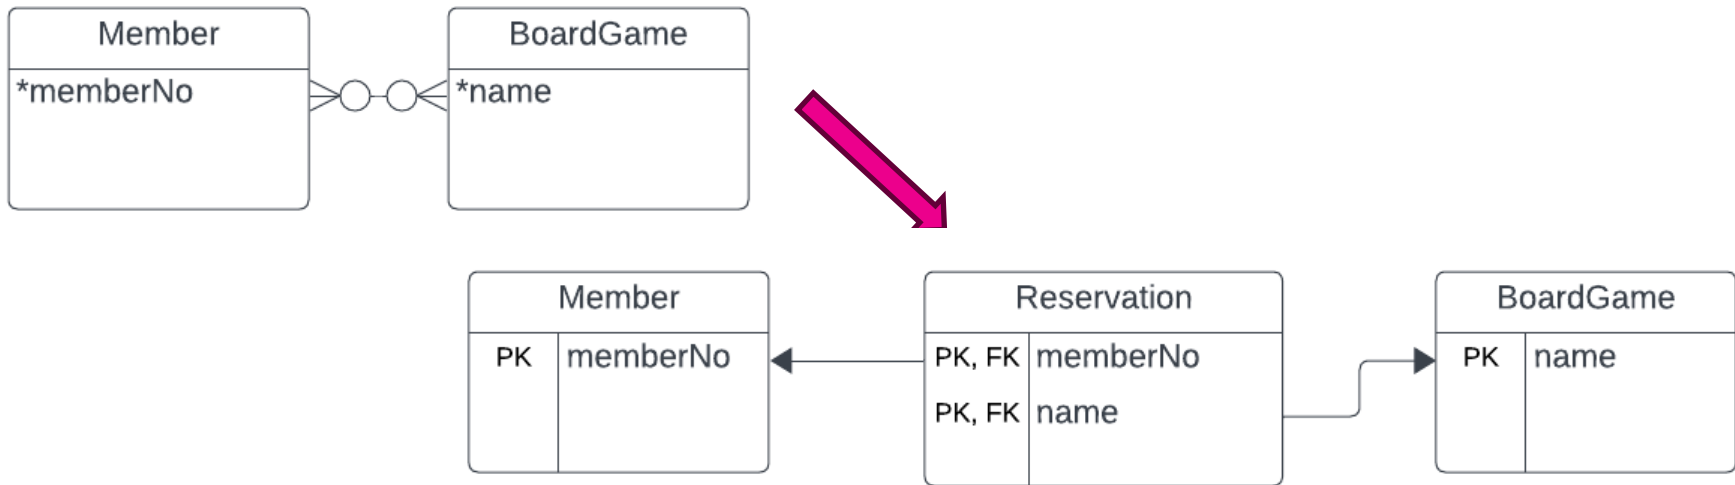 Member
*memberNo
BoardGame
*name
Member
PK memberNo
Reservation
PK, FK memberNo
PK, FK name
BoardGame
PK name